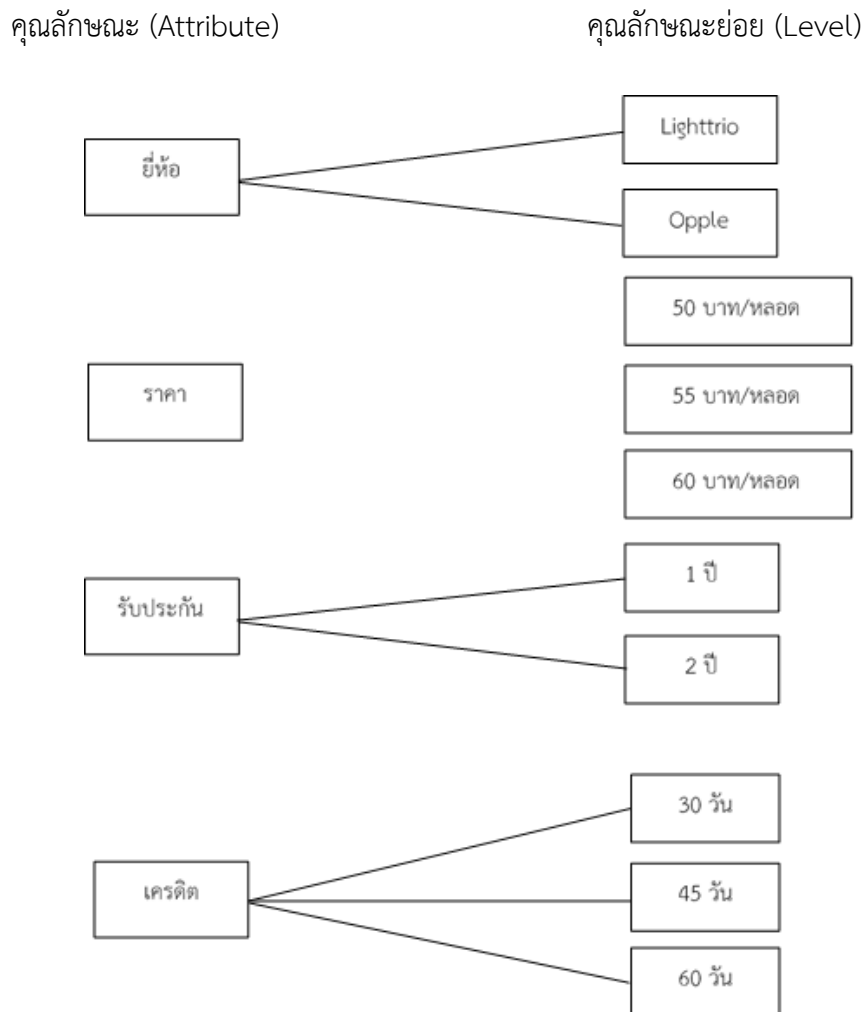 คุณลักษณะ (Attribute) คุณลักษณะย่อย (Level)
Lighttrio
ยี่ห้อ
Opple
50 บาท/หลอด
ราคา
55 บาท/หลอด
60 บาท/หลอด
1 ปี
รับประกัน
2 ปี
30 วัน
เครดิต
45 วัน
60 วัน